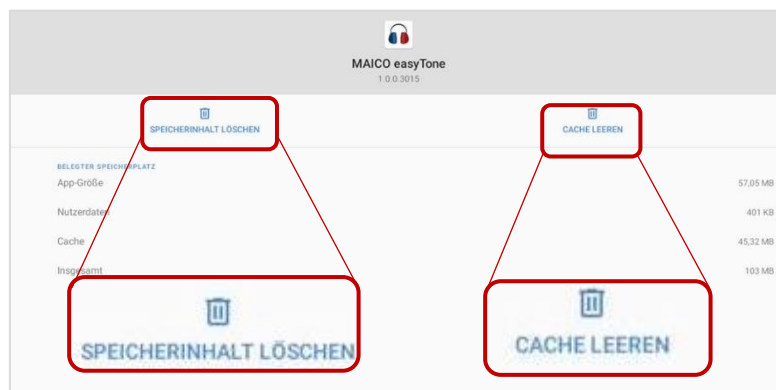 MAICO easyTone
1.0.0.3015
SPEICHERINHALT LÖSCHEN
CACHE LEEREN
BELEGTER SPEICHERPLATZ
App-Größe 57,05 MB
Nutzerdaten 401 KB
Cache 45,32 MB
Insgesamt 103 MB
SPEICHERINHALT LÖSCHEN
CACHE LEEREN